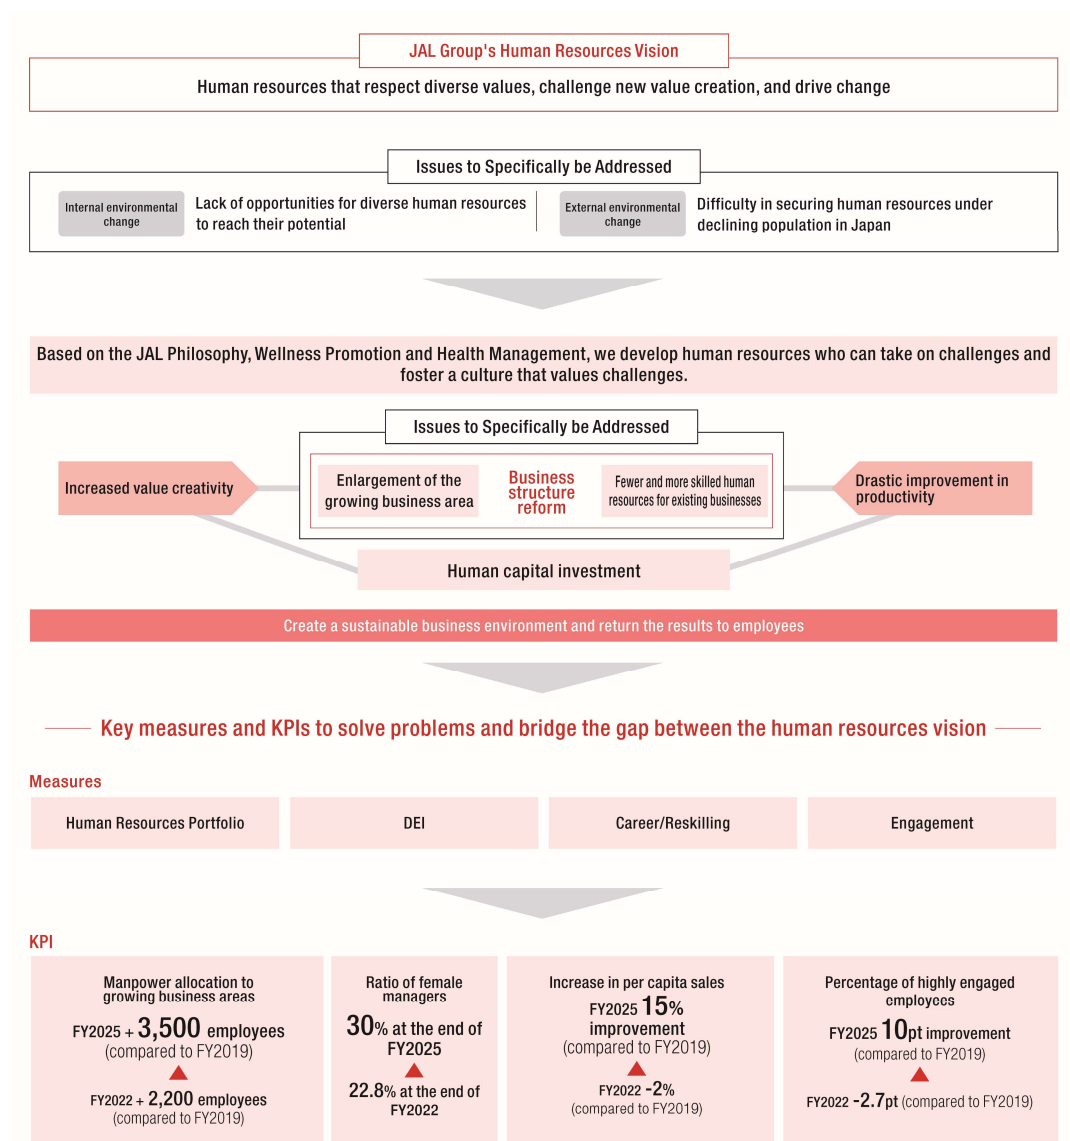 JAL Group's Human Resources Vision
Human resources that respect diverse values, challenge new value creation, and drive change
Issues to Specifically be Addressed
Internal environmental
change
Lack of opportunities for diverse human resources
to reach their potential
External environmental
change
Difficulty in securing human resources under
declining population in Japan
Based on the JAL Philosophy, Wellness Promotion and Health Management, we develop human resources who can take on challenges and
foster a culture that values challenges.
Issues to Specifically be Addressed
Increased value creativity
Enlargement of the
growing business area
Business
structure
reform
Fewer and more skilled human
resources for existing businesses
Drastic improvement in
productivity
Human capital investment
Create a sustainable business environment and return the results to employees
Key measures and KPIs to solve problems and bridge the gap between the human resources vision
Measures
Human Resources Portfolio
DEI
Career/Reskilling
Engagement
KPI
Manpower allocation to
growing business areas
FY2025 + 3,500 employees
(compared to FY2019)
FY2022 + 2,200 employees
(compared to FY2019)
Ratio of female
managers
30% at the end of
FY2025
22.8% at the end of
FY2022
Increase in per capita sales
FY2025 15%
improvement
(compared to FY2019)
FY2022 -2%
(compared to FY2019)
Percentage of highly engaged
employees
FY2025 10pt improvement
(compared to FY2019)
FY2022 -2.7pt (compared to FY2019)